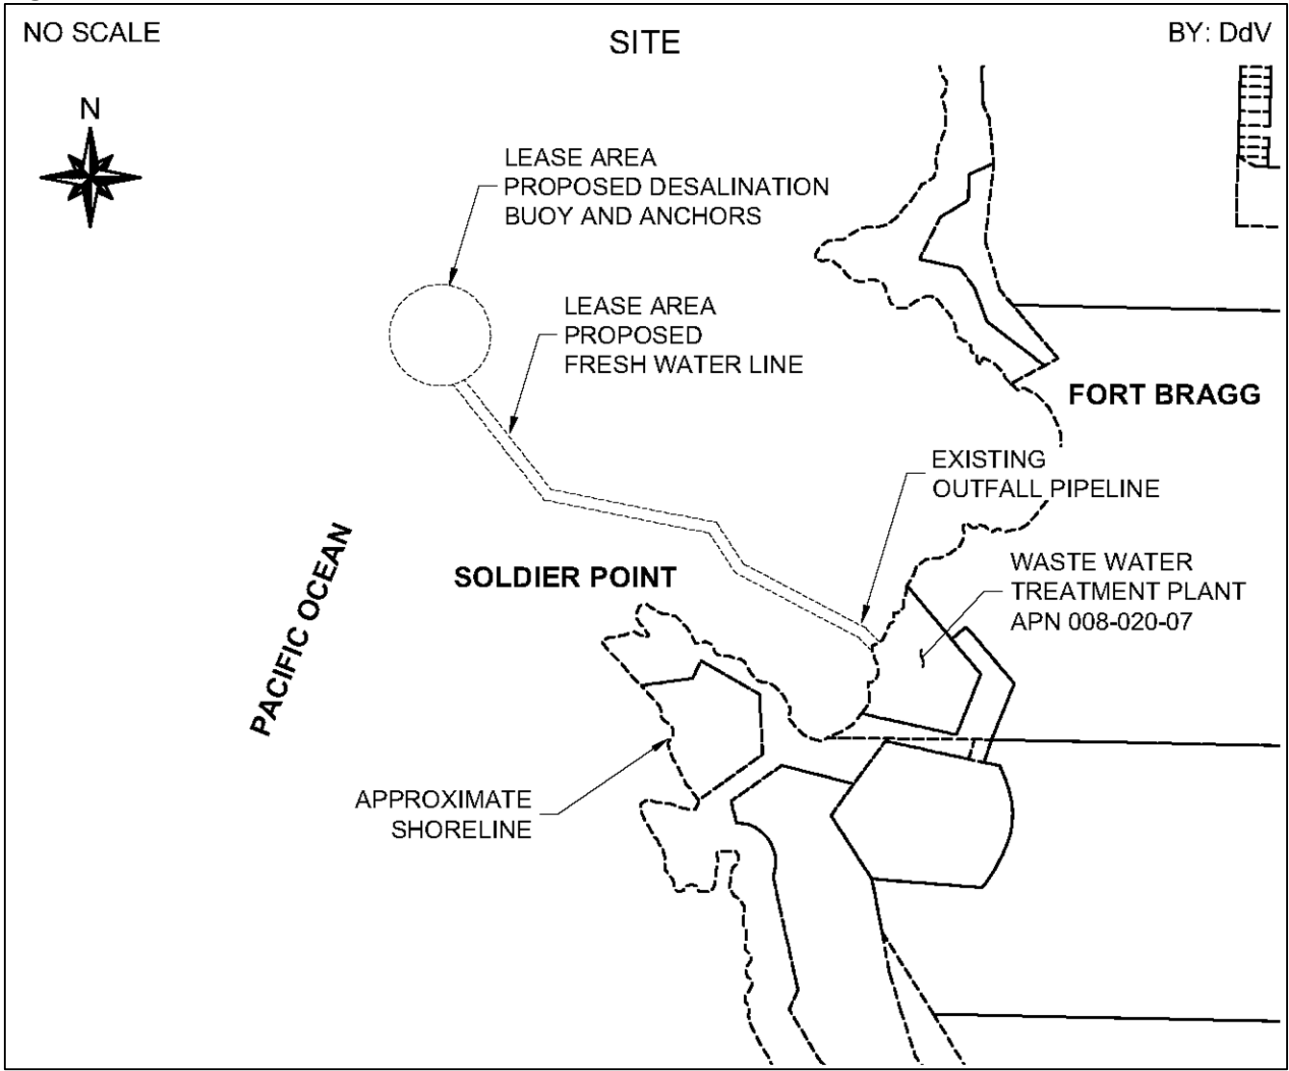 NO SCALE
SITE
BY: DdV
N
LEASE AREA
PROPOSED DESALINATION
BUOY AND ANCHORS
LEASE AREA
PROPOSED
FRESH WATER LINE
FORT BRAGG
EXISTING
OUTFALL PIPELINE
PACIFIC OCEAN
SOLDIER POINT
WASTE WATER
TREATMENT PLANT
APN 008-020-07
APPROXIMATE
SHORELINE